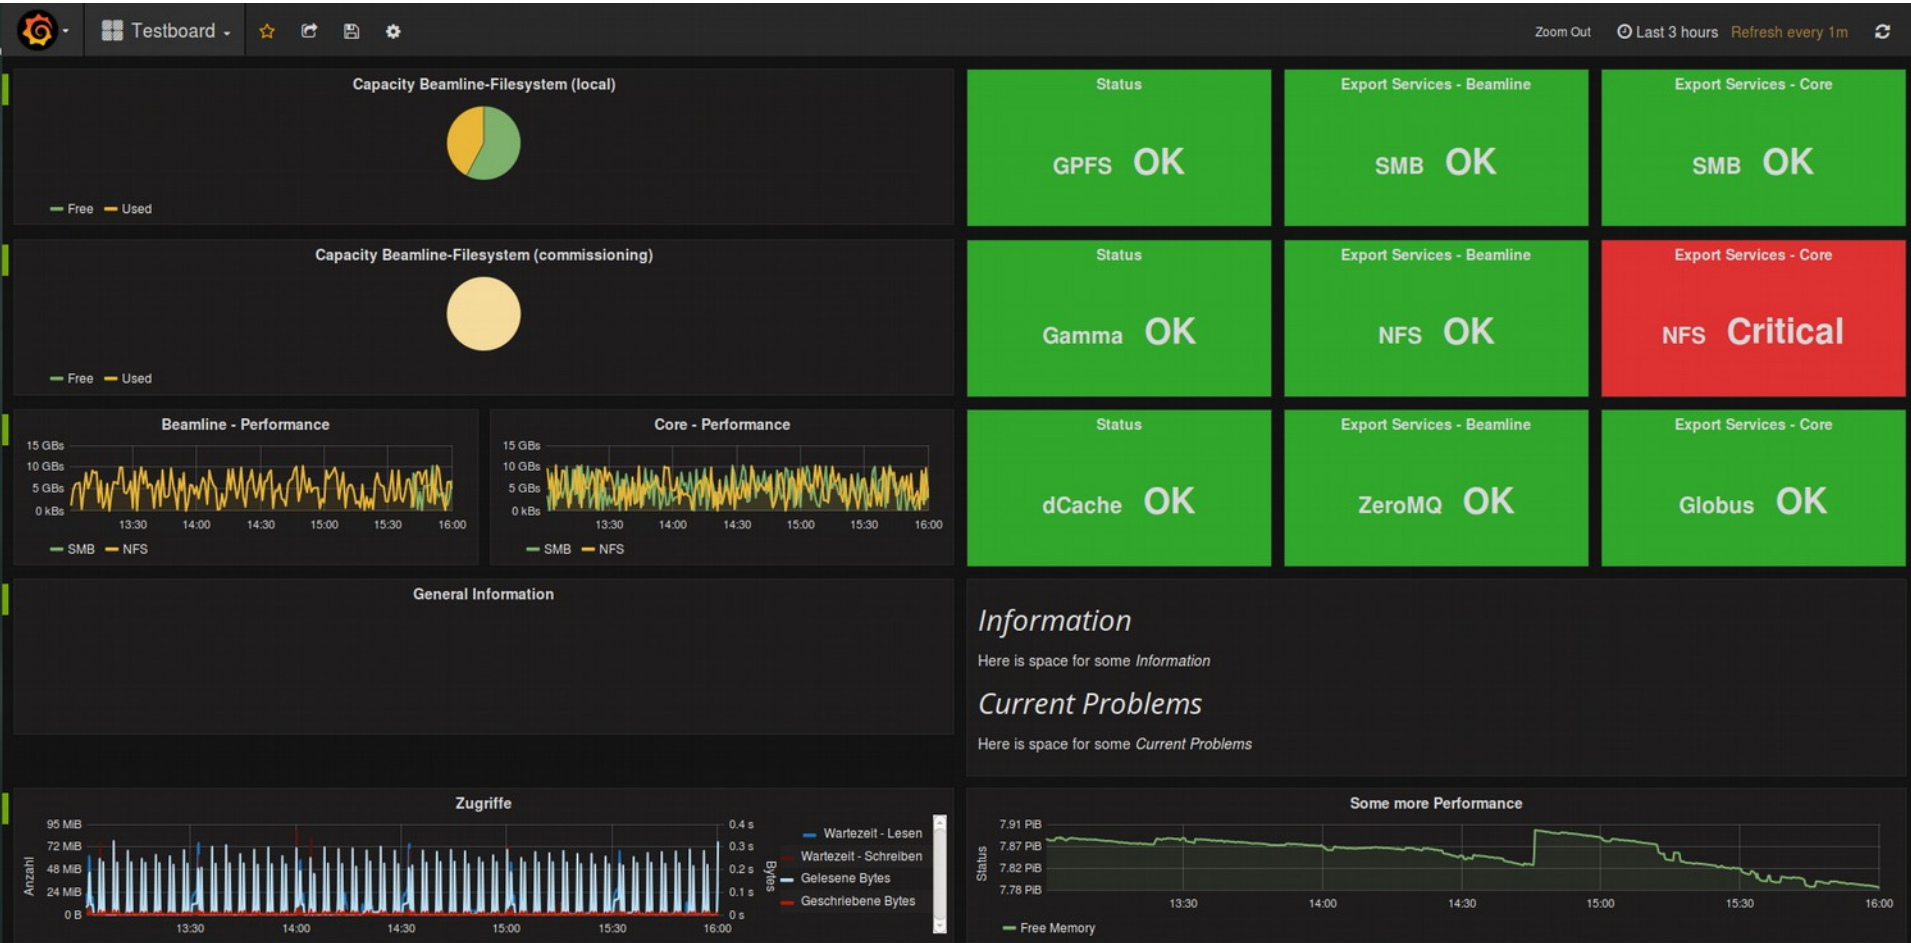 Testboard
Zoom Out
Last 3 hours
Refresh every 1m
Capacity Beamline-Filesystem (local)
Free
Used
Status
GPFS OK
Export Services - Beamline
SMB OK
Export Services - Core
SMB OK
Capacity Beamline-Filesystem (commissioning)
Free
Used
Status
Gamma OK
Export Services - Beamline
NFS OK
Export Services - Core
NFS Critical
Beamline - Performance
15 GBs
10 GBs
5 GBs
0 kBs
13:30 14:00 14:30 15:00 15:30 16:00
SMB NFS
Core - Performance
15 GBs
10 GBs
5 GBs
0 kBs
13:30 14:00 14:30 15:00 15:30 16:00
SMB NFS
Status
dCache OK
Export Services - Beamline
ZeroMQ OK
Export Services - Core
Globus OK
General Information
Information
Here is space for some Information
Current Problems
Here is space for some Current Problems
Zugriffe
Anzahl
95 MiB
72 MiB
48 MiB
24 MiB
0 B
0.4 s
0.3 s
0.2 s
0.1 s
0 s
Bytes
13:30 14:00 14:30 15:00 15:30 16:00
Wartezeit - Lesen
Wartezeit - Schreiben
Gelesene Bytes
Geschriebene Bytes
Some more Performance
Status
7.91 PiB
7.87 PiB
7.82 PiB
7.78 PiB
13:30 14:00 14:30 15:00 15:30 16:00
Free Memory